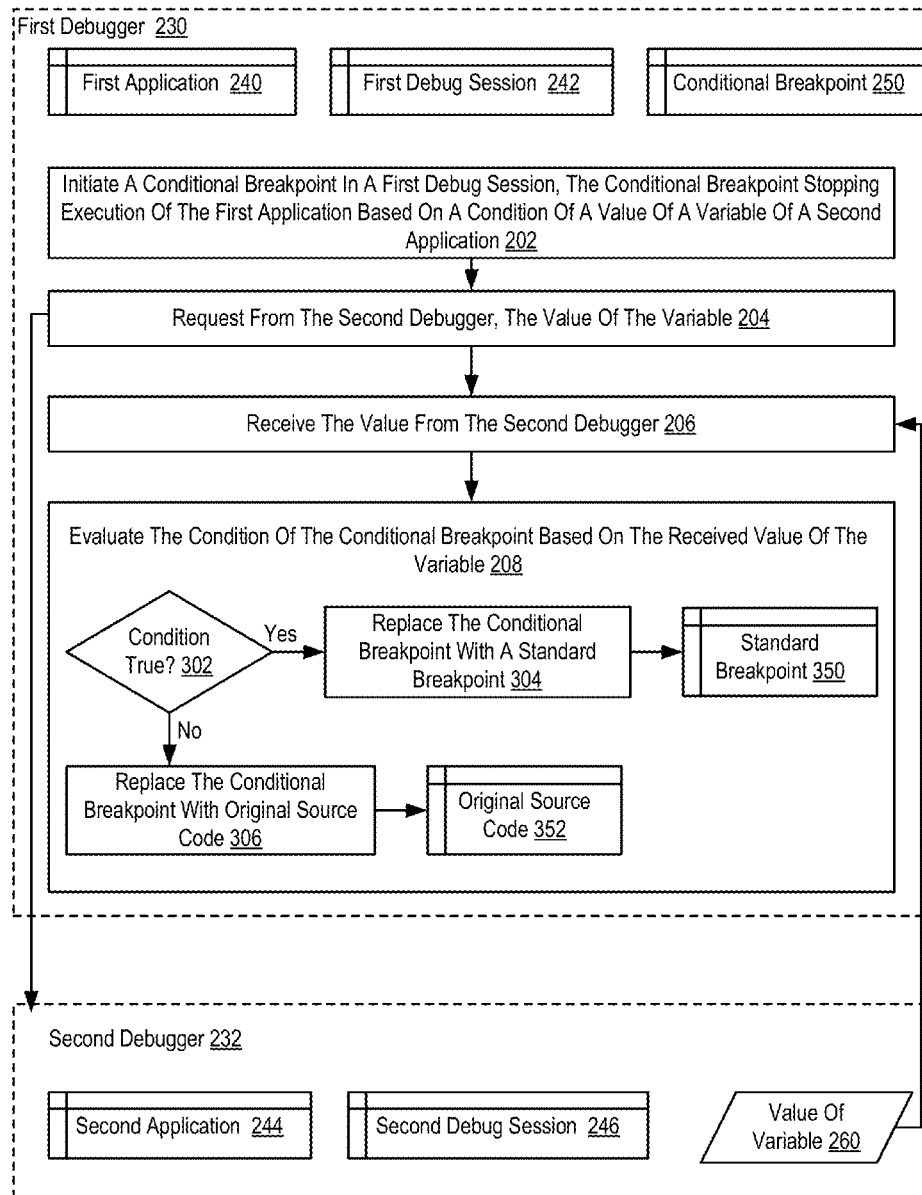 First Debugger 230
First Application 240
First Debug Session 242
Conditional Breakpoint 250
Initiate A Conditional Breakpoint In A First Debug Session, The Conditional Breakpoint Stopping
Execution Of The First Application Based On A Condition Of A Value Of A Variable Of A Second
Application 202
Request From The Second Debugger, The Value Of The Variable 204
Receive The Value From The Second Debugger 206
Evaluate The Condition Of The Conditional Breakpoint Based On The Received Value Of The
Variable 208
Condition
True? 302
Yes
Replace The Conditional
Breakpoint With A Standard
Breakpoint 304
Standard
Breakpoint 350
No
Replace The Conditional
Breakpoint With Original Source
Code 306
Original Source
Code 352
Second Debugger 232
Second Application 244
Second Debug Session 246
Value Of
Variable 260